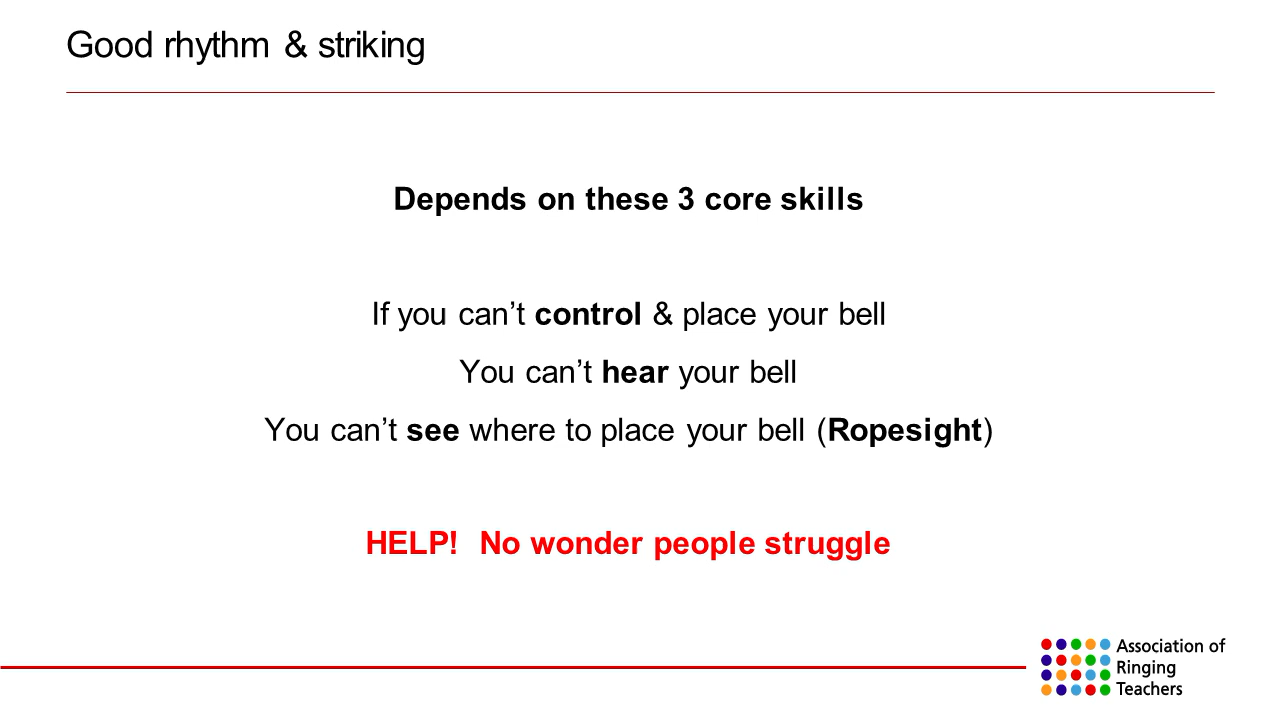 Good rhythm & striking
Depends on these 3 core skills
If you can’t control & place your bell
You can’t hear your bell
You can’t see where to place your bell (Ropesight)
HELP!  No wonder people struggle
Association of
Ringing
Teachers